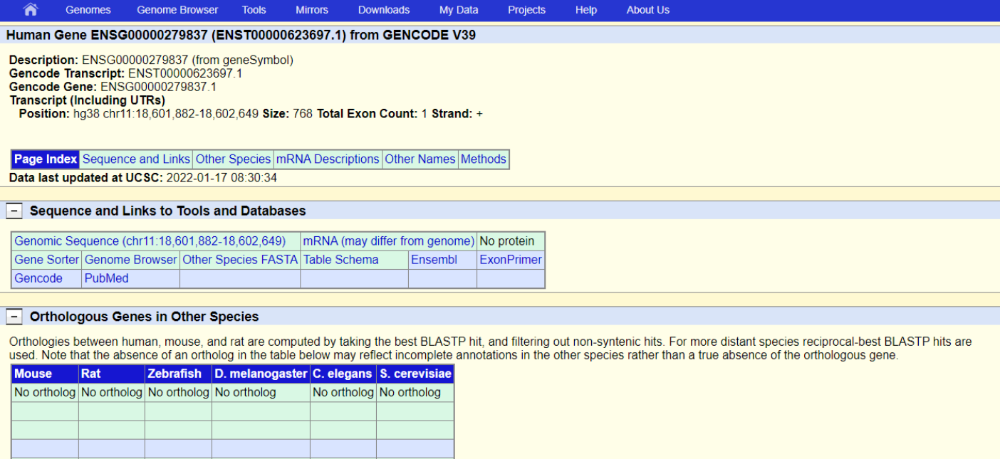 Genomes Genome Browser Tools Mirrors Downloads My Data Projects Help About Us
Human Gene ENSG00000279837 (ENST00000623697.1) from GENCODE V39
Description: ENSG00000279837 (from geneSymbol)
Gencode Transcript: ENST00000623697.1
Gencode Gene: ENSG00000279837.1
Transcript (Including UTRs)
Position: hg38 chr11:18,601,882-18,602,649 Size: 768 Total Exon Count: 1 Strand: +
Page Index Sequence and Links Other Species mRNA Descriptions Other Names Methods
Data last updated at UCSC: 2022-01-17 08:30:34
− Sequence and Links to Tools and Databases
Genomic Sequence (chr11:18,601,882-18,602,649) mRNA (may differ from genome) No protein
Gene Sorter Genome Browser Other Species FASTA Table Schema Ensembl ExonPrimer
Gencode PubMed
− Orthologous Genes in Other Species
Orthologies between human, mouse, and rat are computed by taking the best BLASTP hit, and filtering out non-syntenic hits. For more distant species reciprocal-best BLASTP hits are
used. Note that the absence of an ortholog in the table below may reflect incomplete annotations in the other species rather than a true absence of the orthologous gene.
Mouse Rat Zebrafish D. melanogaster C. elegans S. cerevisiae
No ortholog No ortholog No ortholog No ortholog No ortholog No ortholog